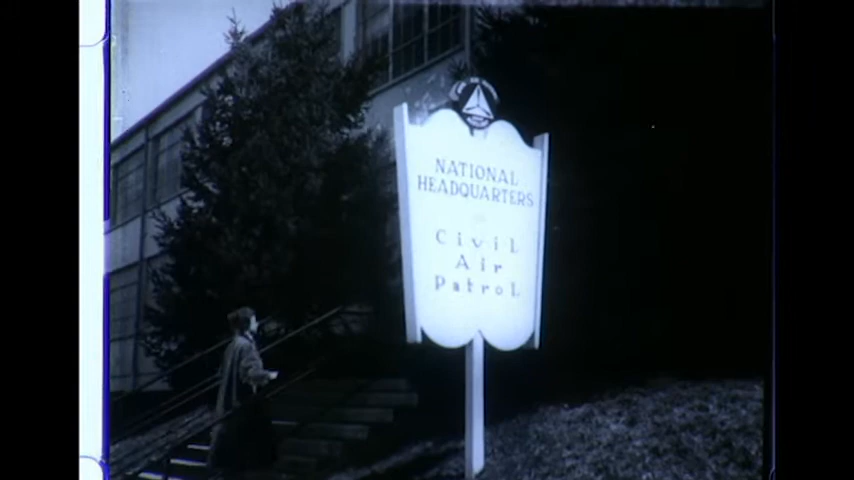 NATIONAL
HEADQUARTERS
Civil
Air
Patrol